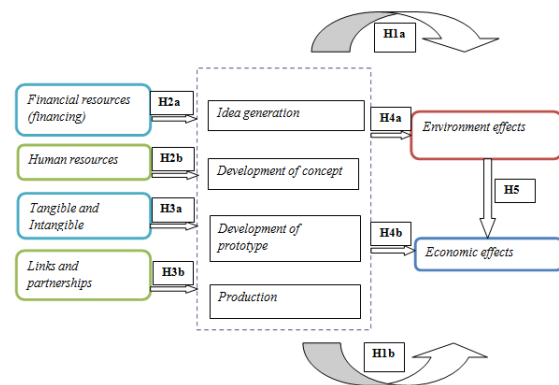 H1a
Financial resources
(financing)
H2a
Idea generation
H4a
Environment effects
Human resources
H2b
Development of concept
H5
Tangible and
Intangible
H3a
Development of
prototype
H4b
Economic effects
Links and
partnerships
H3b
Production
H1b